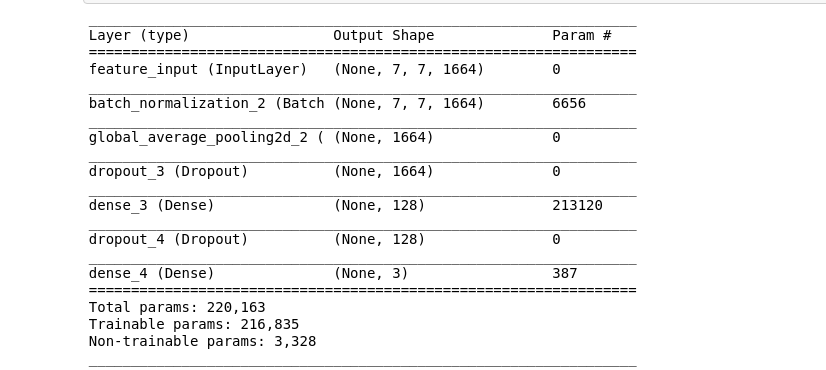 Layer (type) Output Shape Param #
=================================================================
feature_input (InputLayer) (None, 7, 7, 1664) 0
batch_normalization_2 (Batch (None, 7, 7, 1664) 6656
global_average_pooling2d_2 ( (None, 1664) 0
dropout_3 (Dropout) (None, 1664) 0
dense_3 (Dense) (None, 128) 213120
dropout_4 (Dropout) (None, 128) 0
dense_4 (Dense) (None, 3) 387
=================================================================
Total params: 220,163
Trainable params: 216,835
Non-trainable params: 3,328